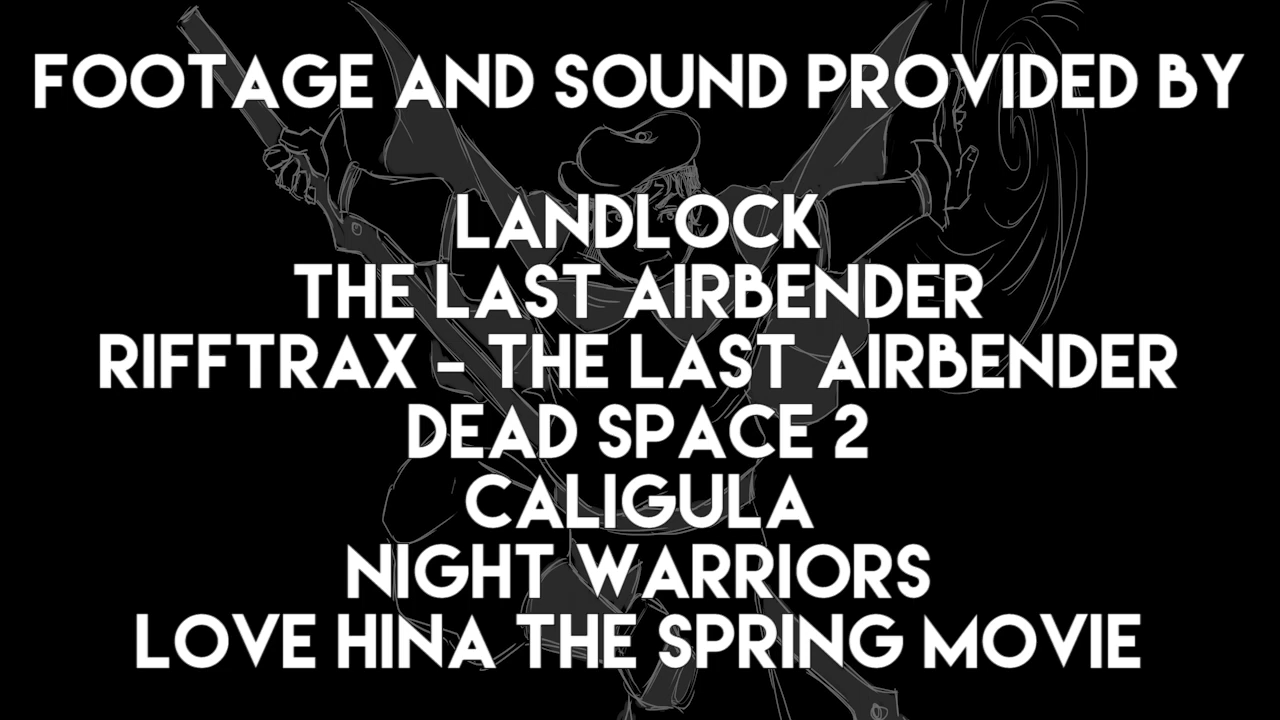 FOOTAGE AND SOUND PROVIDED BY
LANDLOCK
THE LAST AIRBENDER
RIFFTRAX - THE LAST AIRBENDER
DEAD SPACE 2
CALIGULA
NIGHT WARRIORS
LOVE HINA THE SPRING MOVIE